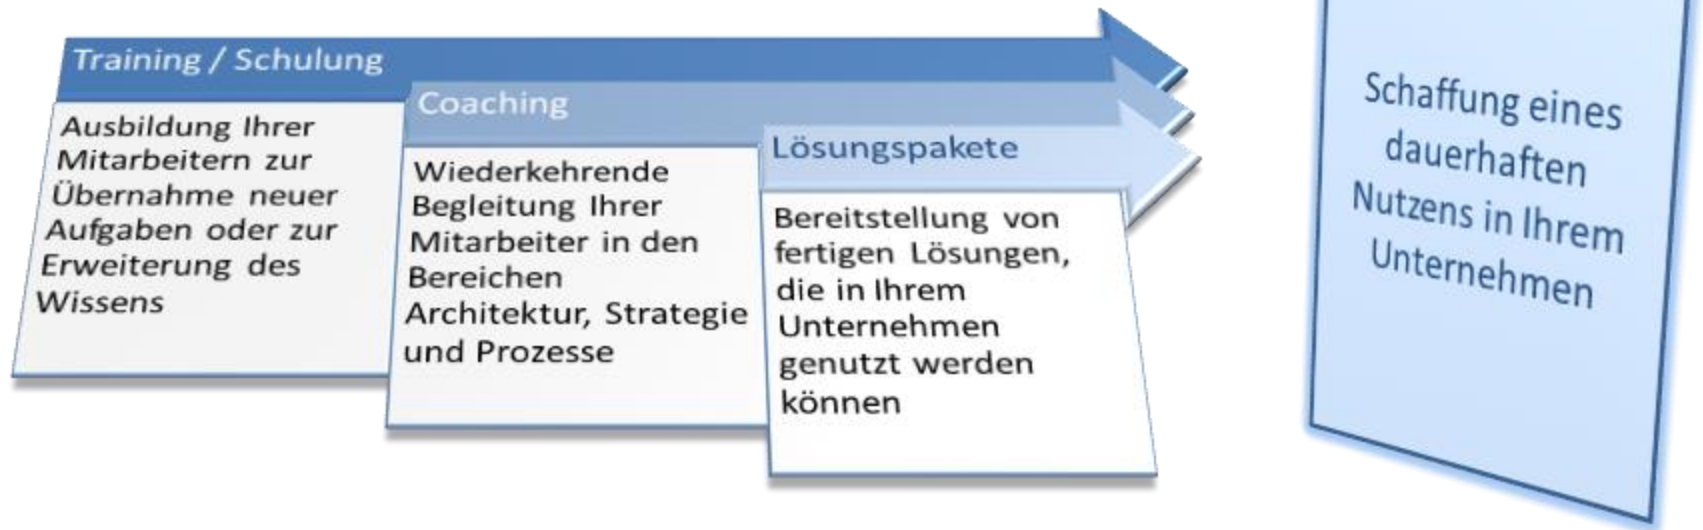 Training / Schulung
Ausbildung Ihrer
Mitarbeitern zur
Übernahme neuer
Aufgaben oder zur
Erweiterung des
Wissens
Coaching
Wiederkehrende
Begleitung Ihrer
Mitarbeiter in den
Bereichen
Architektur, Strategie
und Prozesse
Lösungspakete
Bereitstellung von
fertigen Lösungen,
die in Ihrem
Unternehmen
genutzt werden
können
Schaffung eines
dauerhaften
Nutzens in Ihrem
Unternehmen